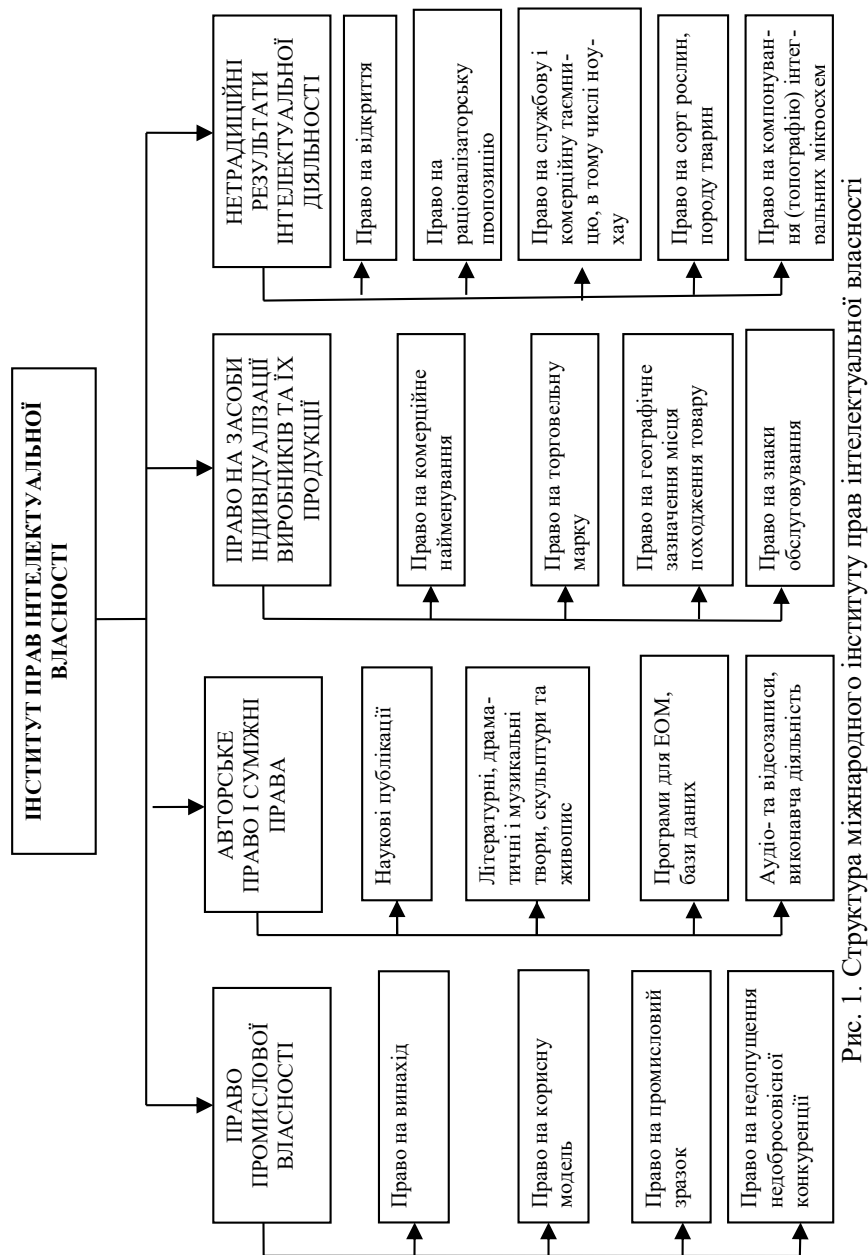 ІНСТИТУТ ПРАВ ІНТЕЛЕКТУАЛЬНОЇ
ВЛАСНОСТІ
ПРАВО
ПРОМИСЛОВОЇ
ВЛАСНОСТІ
Право на винахід
Право на корисну
модель
Право на промисловий
зразок
Право на недопущення
недобросовісної
конкуренції
АВТОРСЬКЕ
ПРАВО І СУМІЖНІ
ПРАВА
Наукові публікації
Літературні, драма-
тичні і музикальні
твори, скульптури та
живопис
Програми для ЕОМ,
бази даних
Аудіо- та відеозаписи,
виконавча діяльність
ПРАВО НА ЗАСОБИ
ІНДИВІДУАЛІЗАЦІЇ
ВИРОБНИКІВ ТА ЇХ
ПРОДУКЦІЇ
Право на комерційне
найменування
Право на торговельну
марку
Право на географічне
зазначення місця
походження товару
Право на знаки
обслуговування
НЕТРАДИЦІЙНІ
РЕЗУЛЬТАТИ
ІНТЕЛЕКТУАЛЬНОЇ
ДІЯЛЬНОСТІ
Право на відкриття
Право на
раціоналізаторську
пропозицію
Право на службову і
комерційну таємни-
цю, в тому числі ноу-
хау
Право на сорт рослин,
породу тварин
Право на компонуван-
ня (топографію) інтег-
ральних мікросхем
Рис. 1. Структура міжнародного інституту прав інтелектуальної власності